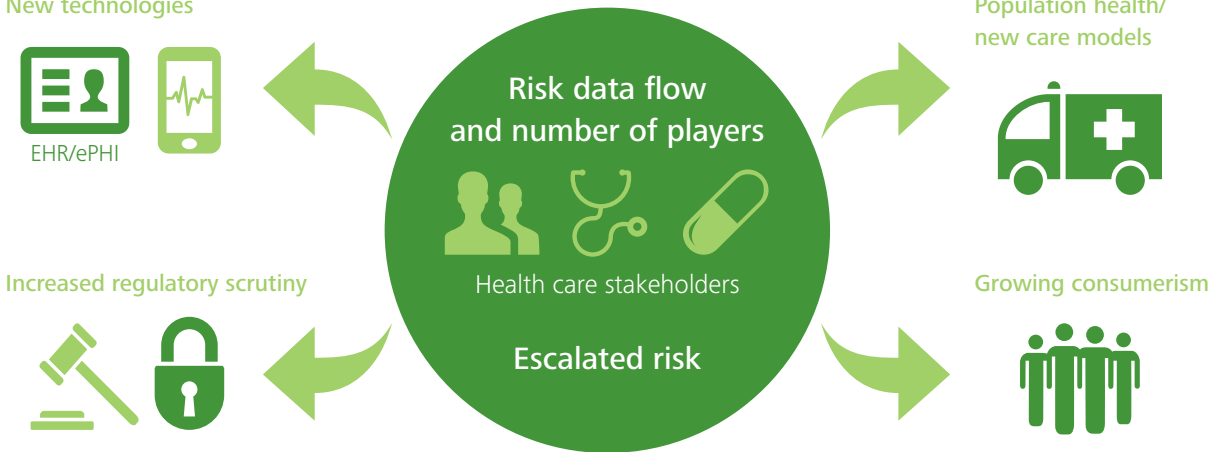 New technologies
EHR/ePHI
Increased regulatory scrutiny
Risk data flow
and number of players
Health care stakeholders
Escalated risk
Population health/
new care models
Growing consumerism